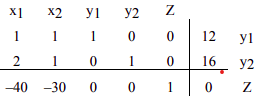 x1 x2 y1 y2 Z
1 1 1 0 0 12 y1
2 1 0 1 0 16 y2
–40 –30 0 0 1 0 Z